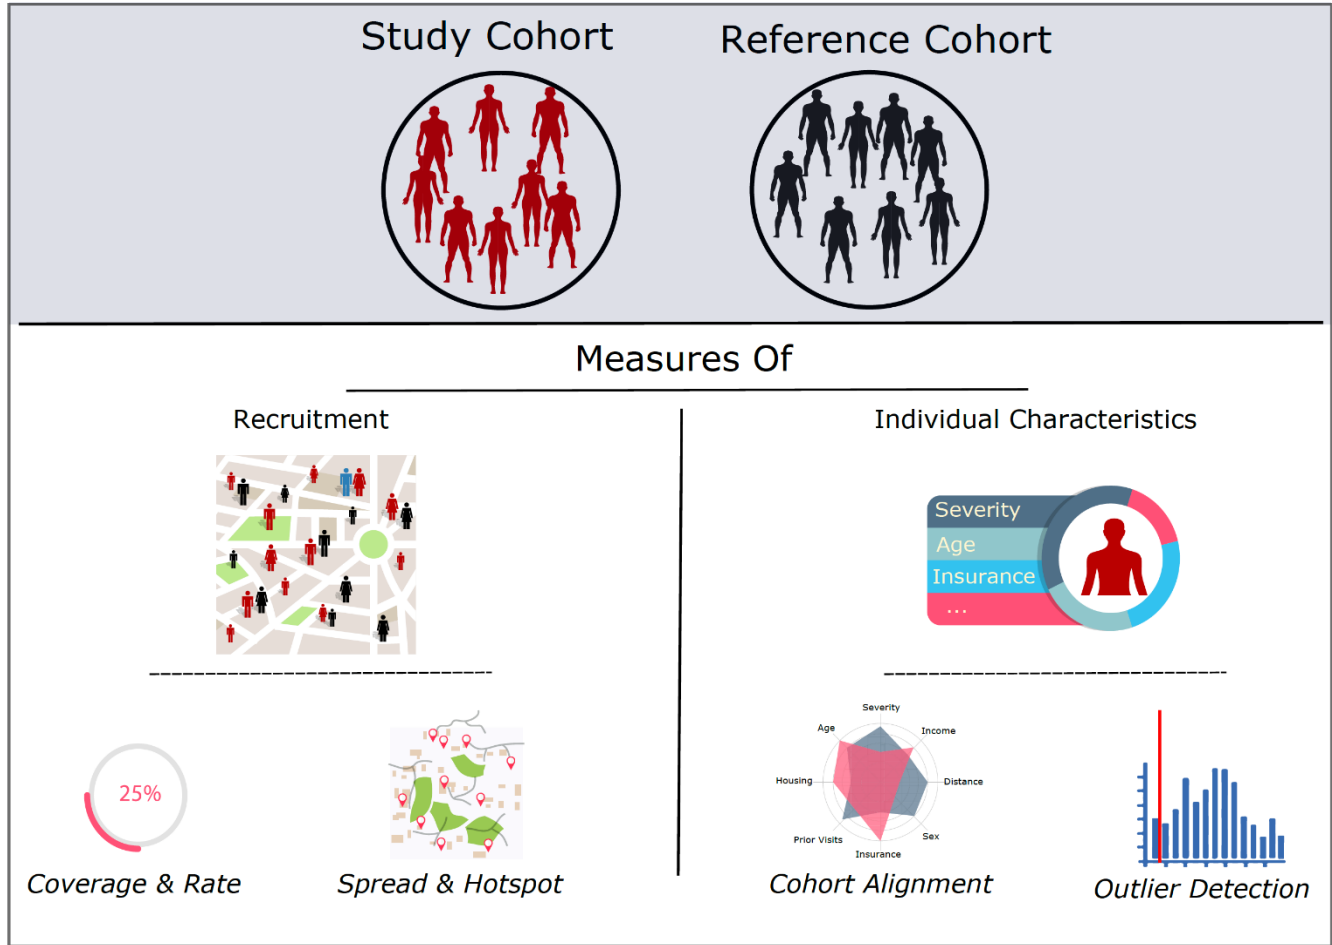 Study Cohort
Reference Cohort
Measures Of
Recruitment
Individual Characteristics
Severity
Age
Insurance
...
25%
Coverage & Rate
Spread & Hotspot
Severity
Age
Income
Housing
Distance
Prior Visits
Sex
Insurance
Cohort Alignment
Outlier Detection